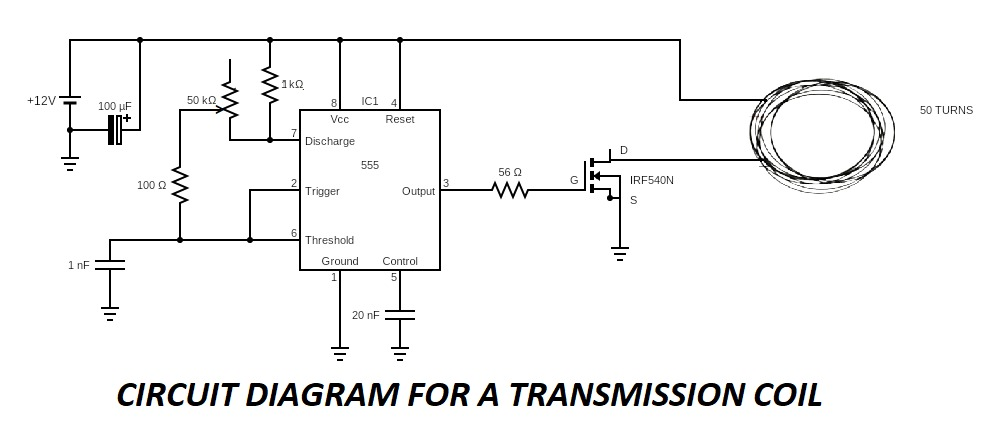 +12V
100 µF
+
50 kΩ
1kΩ
100 Ω
1 nF
8
IC1
4
Vcc
Reset
7
Discharge
555
2
Trigger
Output
3
6
Threshold
Ground
Control
1
5
20 nF
56 Ω
G
D
IRF540N
S
50 TURNS
CIRCUIT DIAGRAM FOR A TRANSMISSION COIL